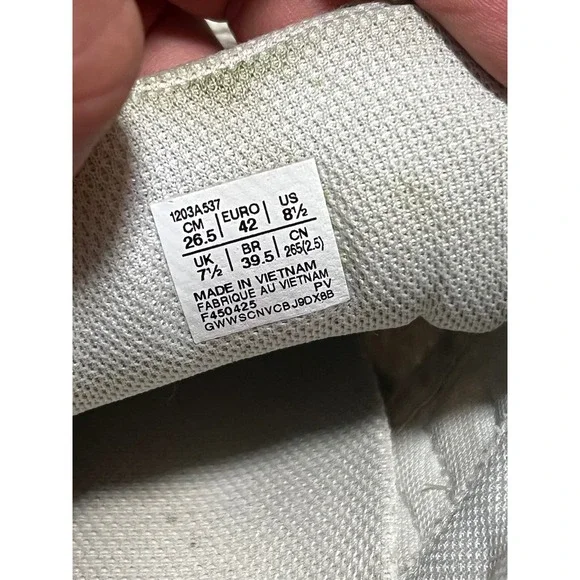 1203A537
CM 26.5 | EURO 42 | US 8½
UK 7½ | BR 39.5 | CN 265(2.5)
MADE IN VIETNAM
FABRIQUE AU VIETNAM
F450425 PV
GWWSCNVCBJ9DX6B